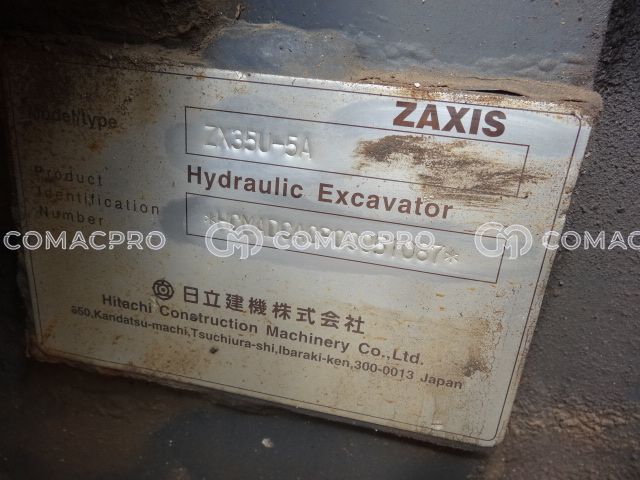 ZAXIS
Model/type
ZX35U-5A
Hydraulic Excavator
Product
Identification
Number
COMACPRO COMACPRO COMACPRO
日立建機株式会社
Hitachi Construction Machinery Co.,Ltd.
650,Kandatsu-machi,Tsuchiura-shi,Ibaraki-ken,300-0013 Japan